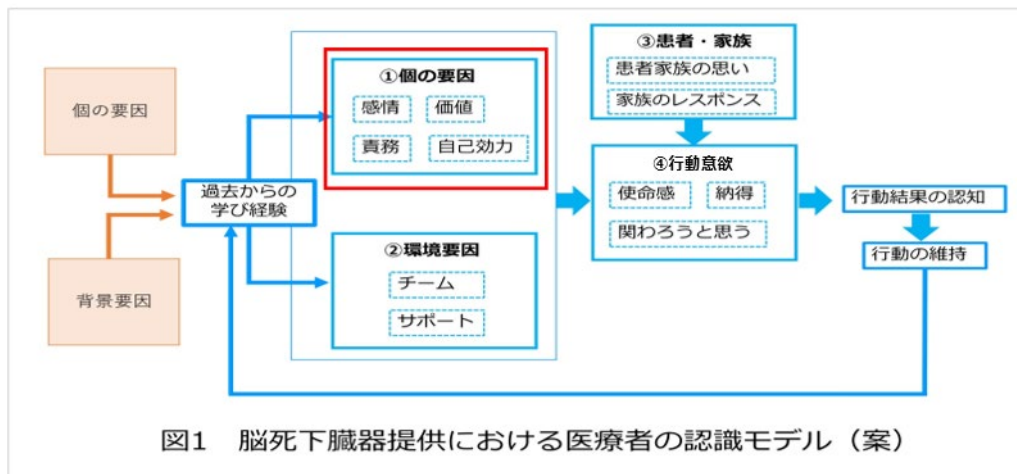 個の要因
背景要因
過去からの
学び経験
①個の要因
感情
価値
責務
自己効力
②環境要因
チーム
サポート
③患者・家族
患者家族の思い
家族のレスポンス
④行動意欲
使命感
納得
関わろうと思う
行動結果の認知
行動の維持
図1 脳死下臓器提供における医療者の認識モデル（案）